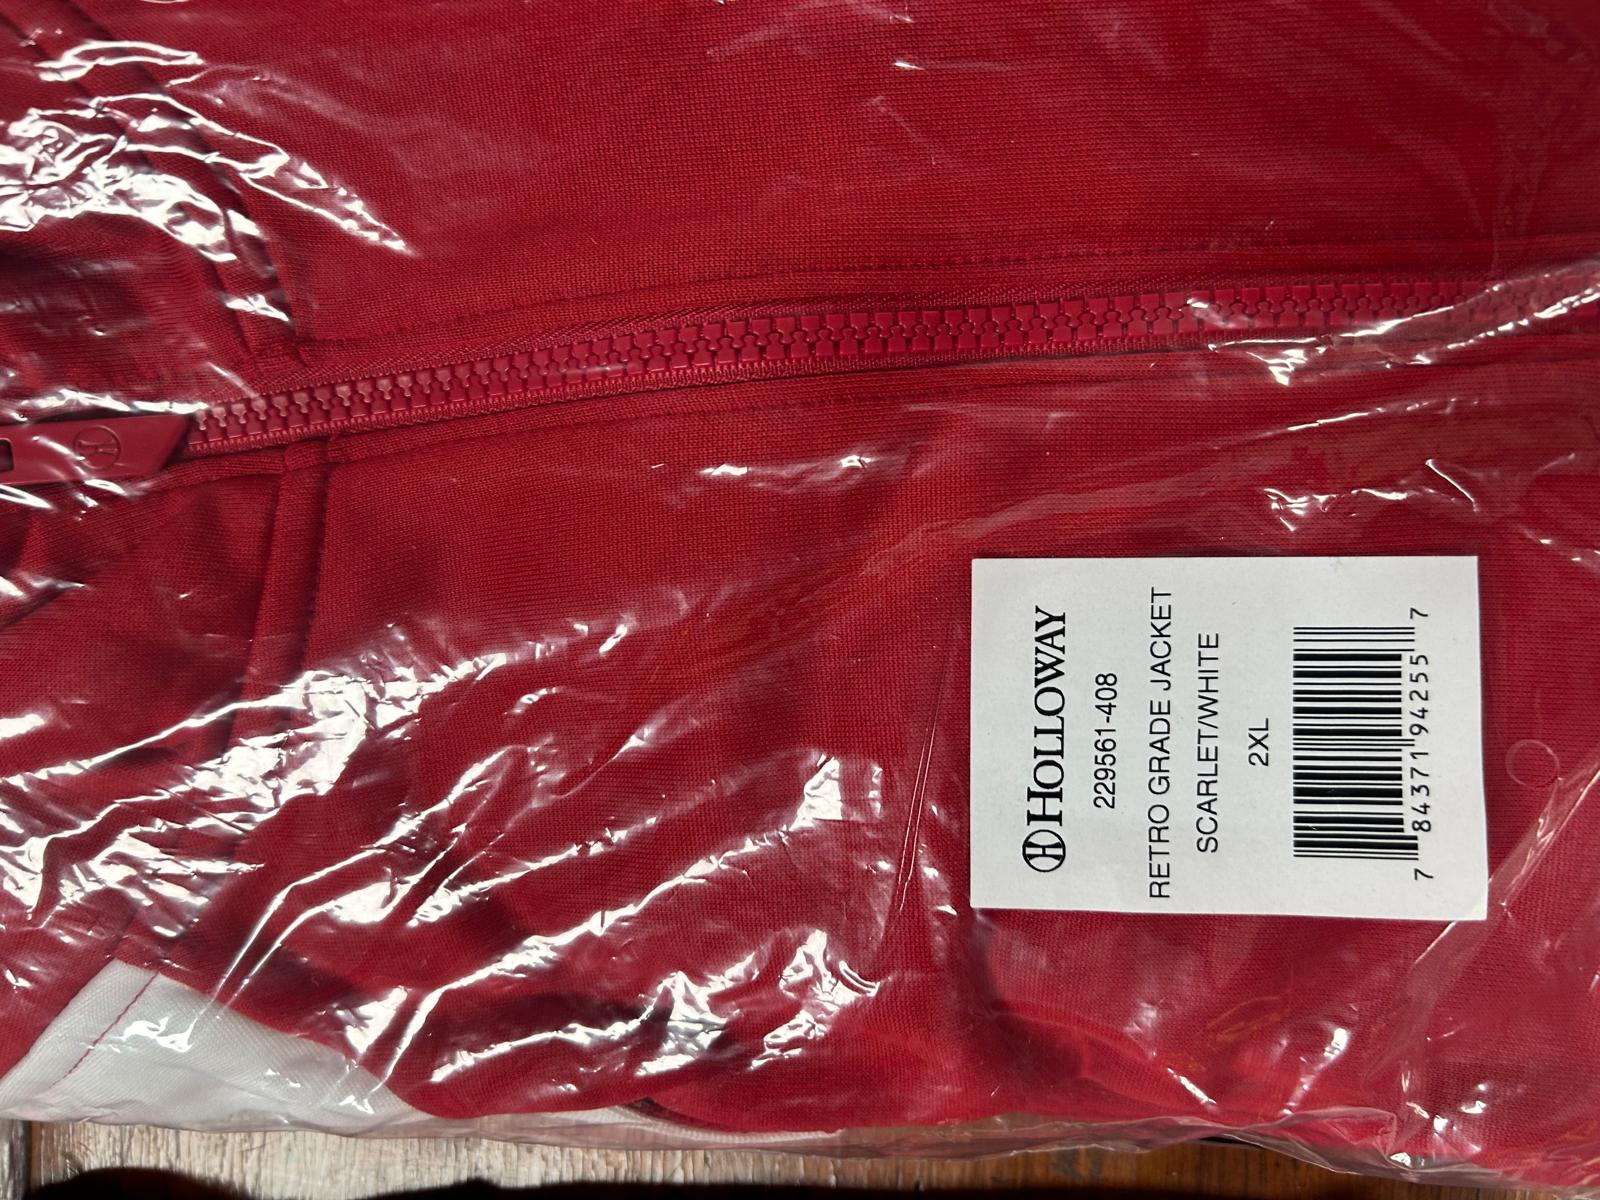 HOLLOWAY
229561-408
RETRO GRADE JACKET
SCARLET/WHITE
2XL
7 84371 94255 7